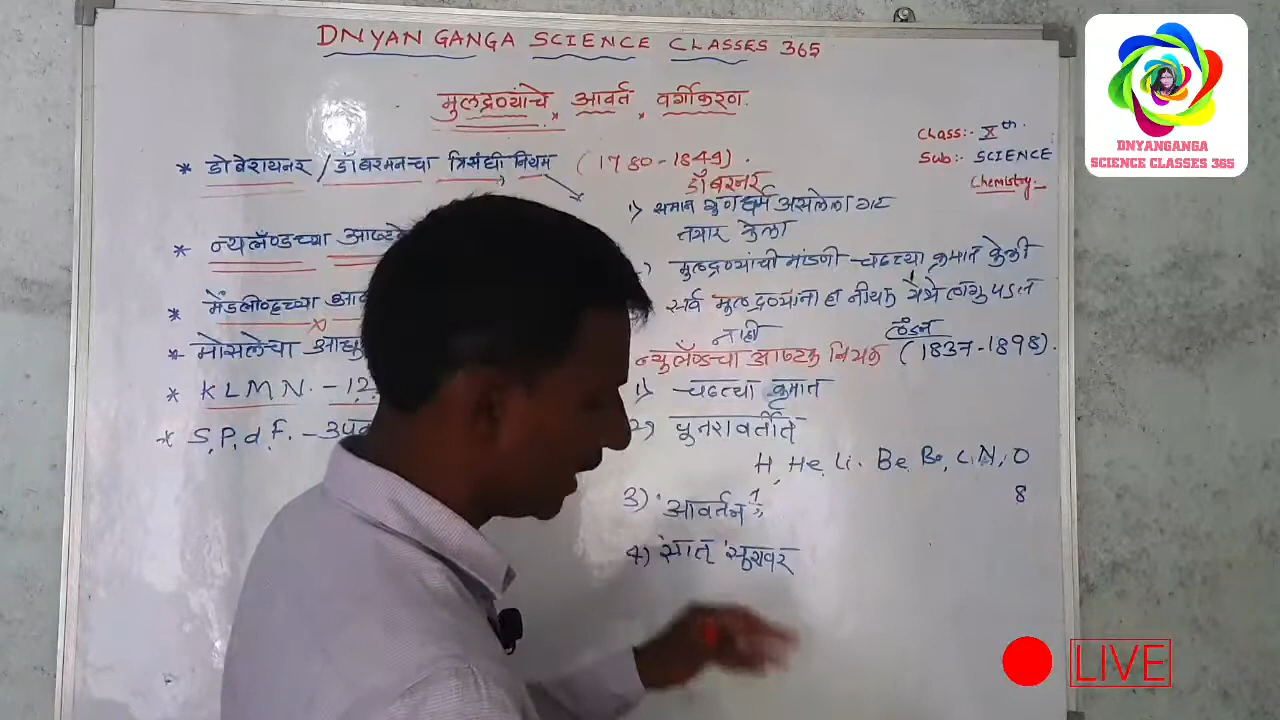 DNYAN GANGA SCIENCE CLASSES 365
मुलद्रव्यांचे आवर्त वर्गीकरण.
Class:- Xth.
Sub:- SCIENCE
Chemistry
* डोबेरायनर / डॉबरमनचा त्रिसंधी नियम
* न्यूलॅण्डच्या
* मेंडलीव्हच्या
* मोसलेचा
* KLMN. -
* S, P, d, f. -
डॉबरनर (1780-1849).
1) समान गुणधर्म असलेला गट
तयार केला
मुलद्रव्यांची मांडणी चढत्या क्रमात केली
सर्व मुलद्रव्यांना हा नीयम लागु पडत
नाही
लंडन
न्यूलॅण्डचा अष्टक नियम (1837-1898).
1) चढत्या क्रमात
2) पुनरावर्तीत
H, He, Li. Be, Bo, C, N, O
8
3) आवर्तन
4) सात सुरावर
DNYANGANGA
SCIENCE CLASSES 365
LIVE